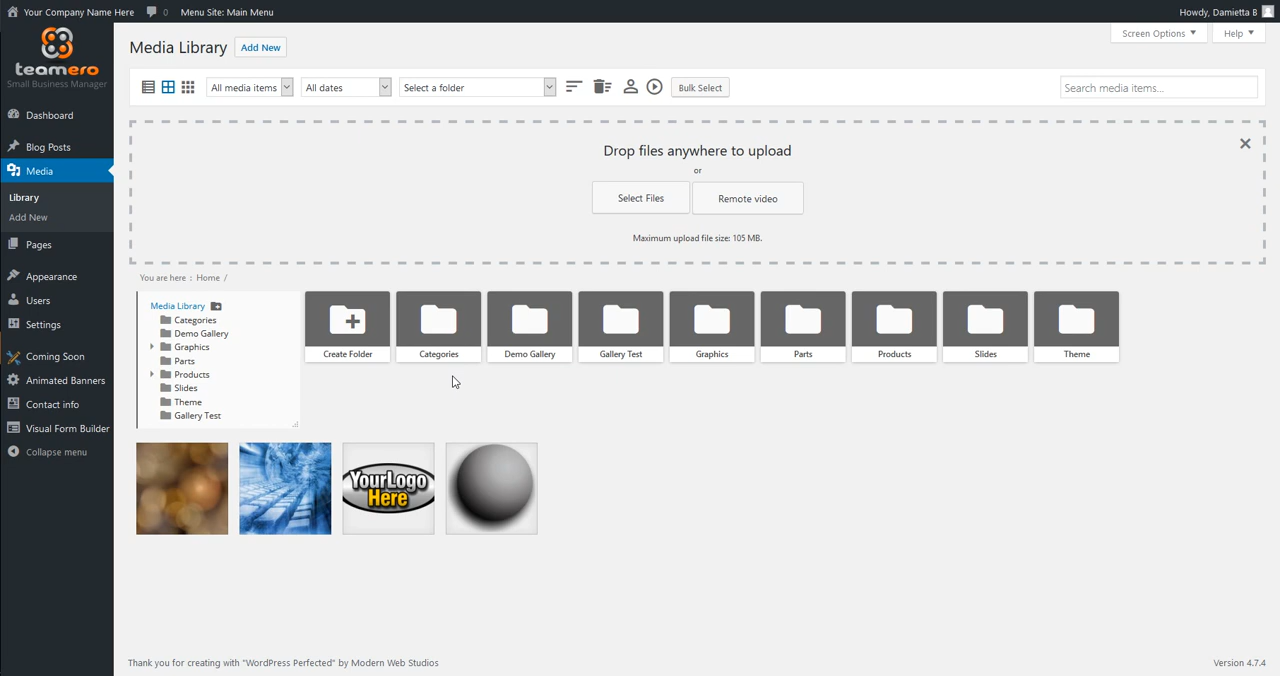 Your Company Name Here 0 Menu Site: Main Menu Howdy, Damietta B
teamero
Small Business Manager
Dashboard
Blog Posts
Media
Library
Add New
Pages
Appearance
Users
Settings
Coming Soon
Animated Banners
Contact info
Visual Form Builder
Collapse menu
Screen Options Help
Media Library Add New
All media items All dates Select a folder Bulk Select Search media items...
Drop files anywhere to upload
or
Select Files Remote video
Maximum upload file size: 105 MB.
You are here : Home /
Media Library
Categories
Demo Gallery
Graphics
Parts
Products
Slides
Theme
Gallery Test
Create Folder Categories Demo Gallery Gallery Test Graphics Parts Products Slides Theme
YourLogo
Here
Thank you for creating with "WordPress Perfected" by Modern Web Studios Version 4.7.4